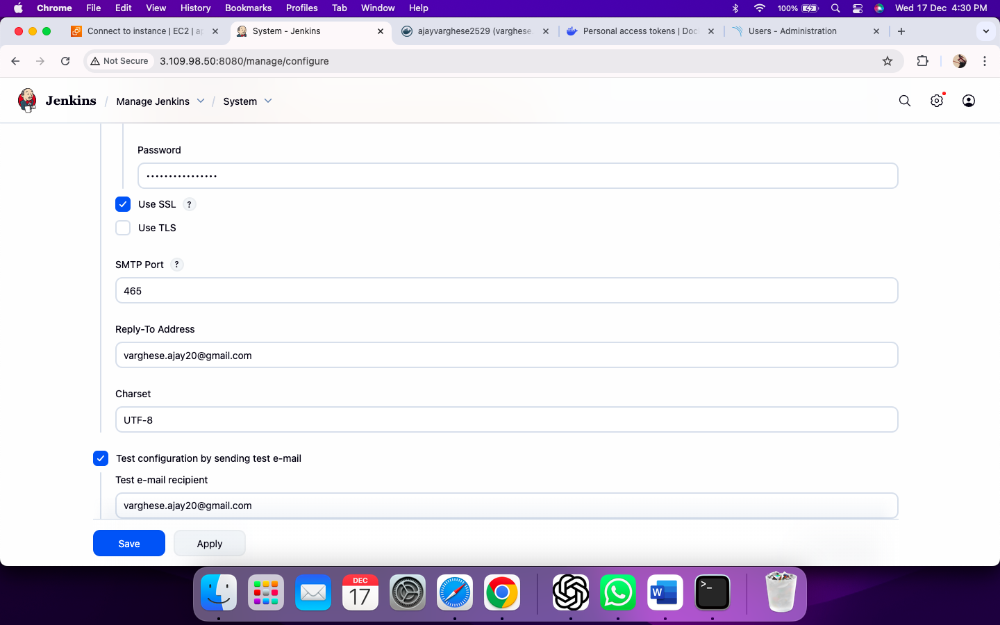 Chrome File Edit View History Bookmarks Profiles Tab Window Help 100% Wed 17 Dec 4:30 PM
Connect to instance | EC2 | ap System - Jenkins ajayvarghese2529 (varghese. Personal access tokens | Doc Users - Administration
Not Secure 3.109.98.50:8080/manage/configure
Jenkins / Manage Jenkins / System
Password
••••••••••••••••
Use SSL ?
Use TLS
SMTP Port ?
465
Reply-To Address
varghese.ajay20@gmail.com
Charset
UTF-8
Test configuration by sending test e-mail
Test e-mail recipient
varghese.ajay20@gmail.com
Save Apply
DEC
17
W
>_